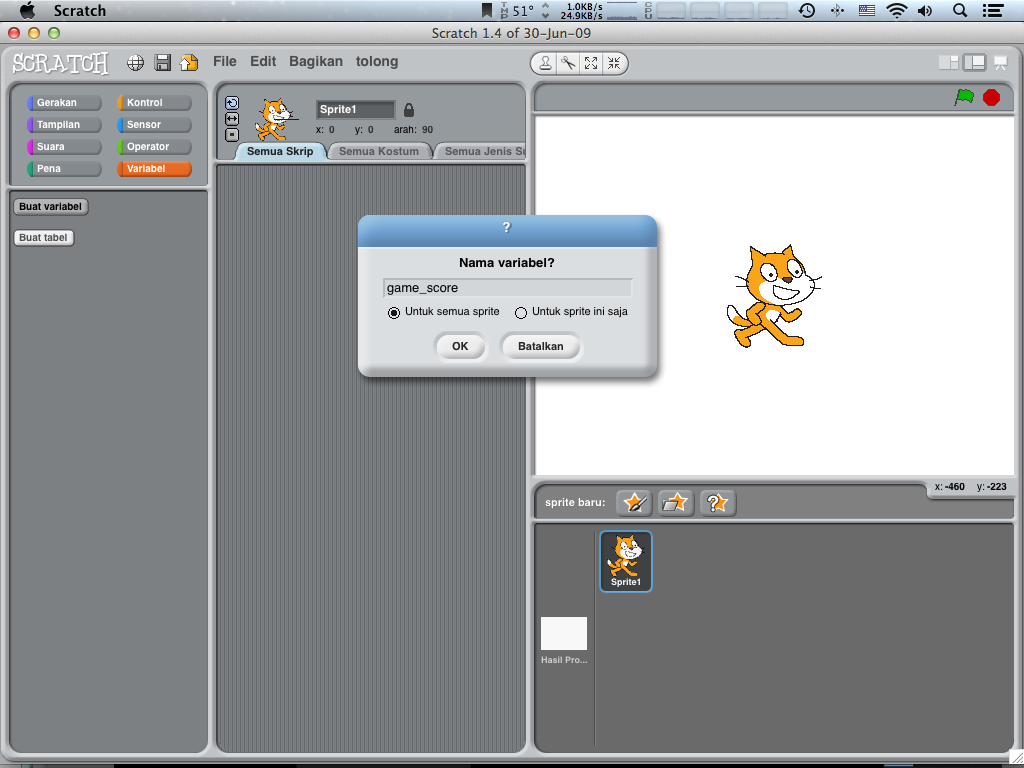 Scratch
51°
1.0KB/s
24.9KB/s
Scratch 1.4 of 30-Jun-09
SCRATCH
File Edit Bagikan tolong
Gerakan Kontrol
Tampilan Sensor
Suara Operator
Pena Variabel
Buat variabel
Buat tabel
Sprite1
x: 0 y: 0 arah: 90
Semua Skrip Semua Kostum Semua Jenis Su
?
Nama variabel?
game_score
Untuk semua sprite Untuk sprite ini saja
OK Batalkan
x: -460 y: -223
sprite baru:
Sprite1
Hasil Pro...